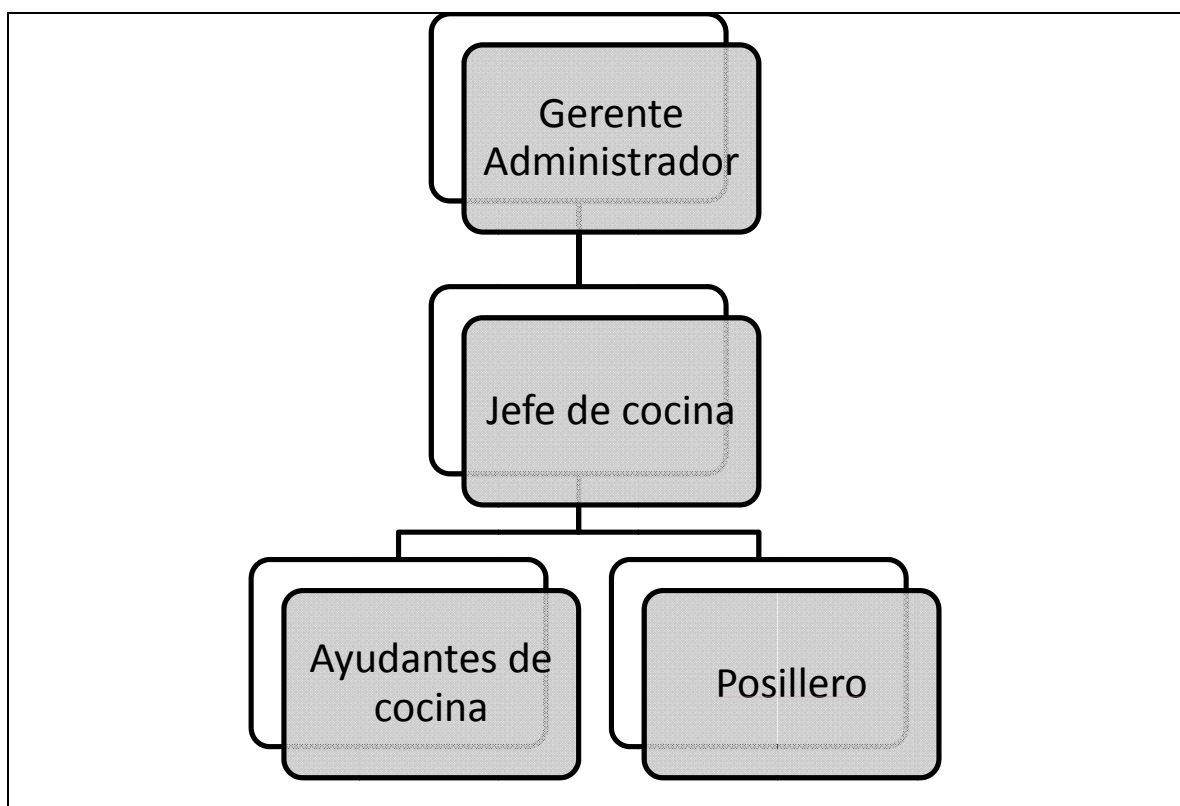 Gerente
Administrador
Jefe de cocina
Ayudantes de
cocina
Posillero